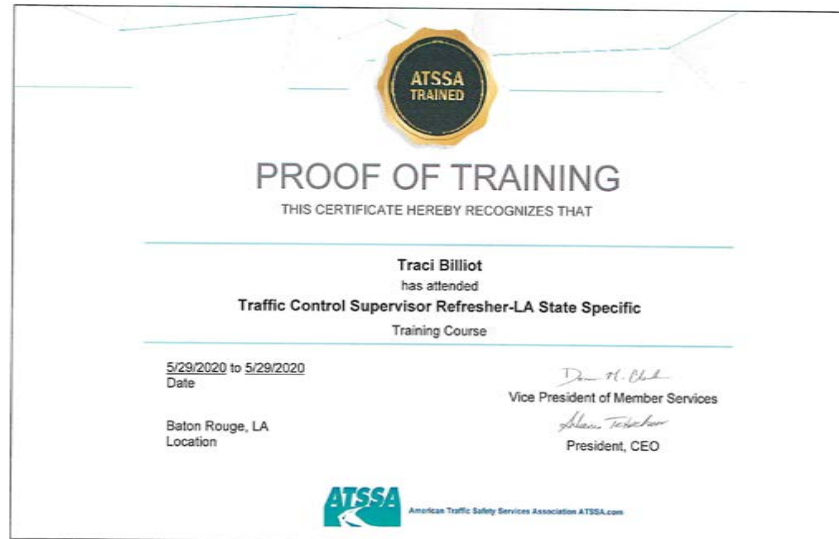 ATSSA
TRAINED
PROOF OF TRAINING
THIS CERTIFICATE HEREBY RECOGNIZES THAT
Traci Billiot
has attended
Traffic Control Supervisor Refresher-LA State Specific
Training Course
5/29/2020 to 5/29/2020
Date
Vice President of Member Services
Baton Rouge, LA
Location
President, CEO
ATSSA
American Traffic Safety Services Association ATSSA.com